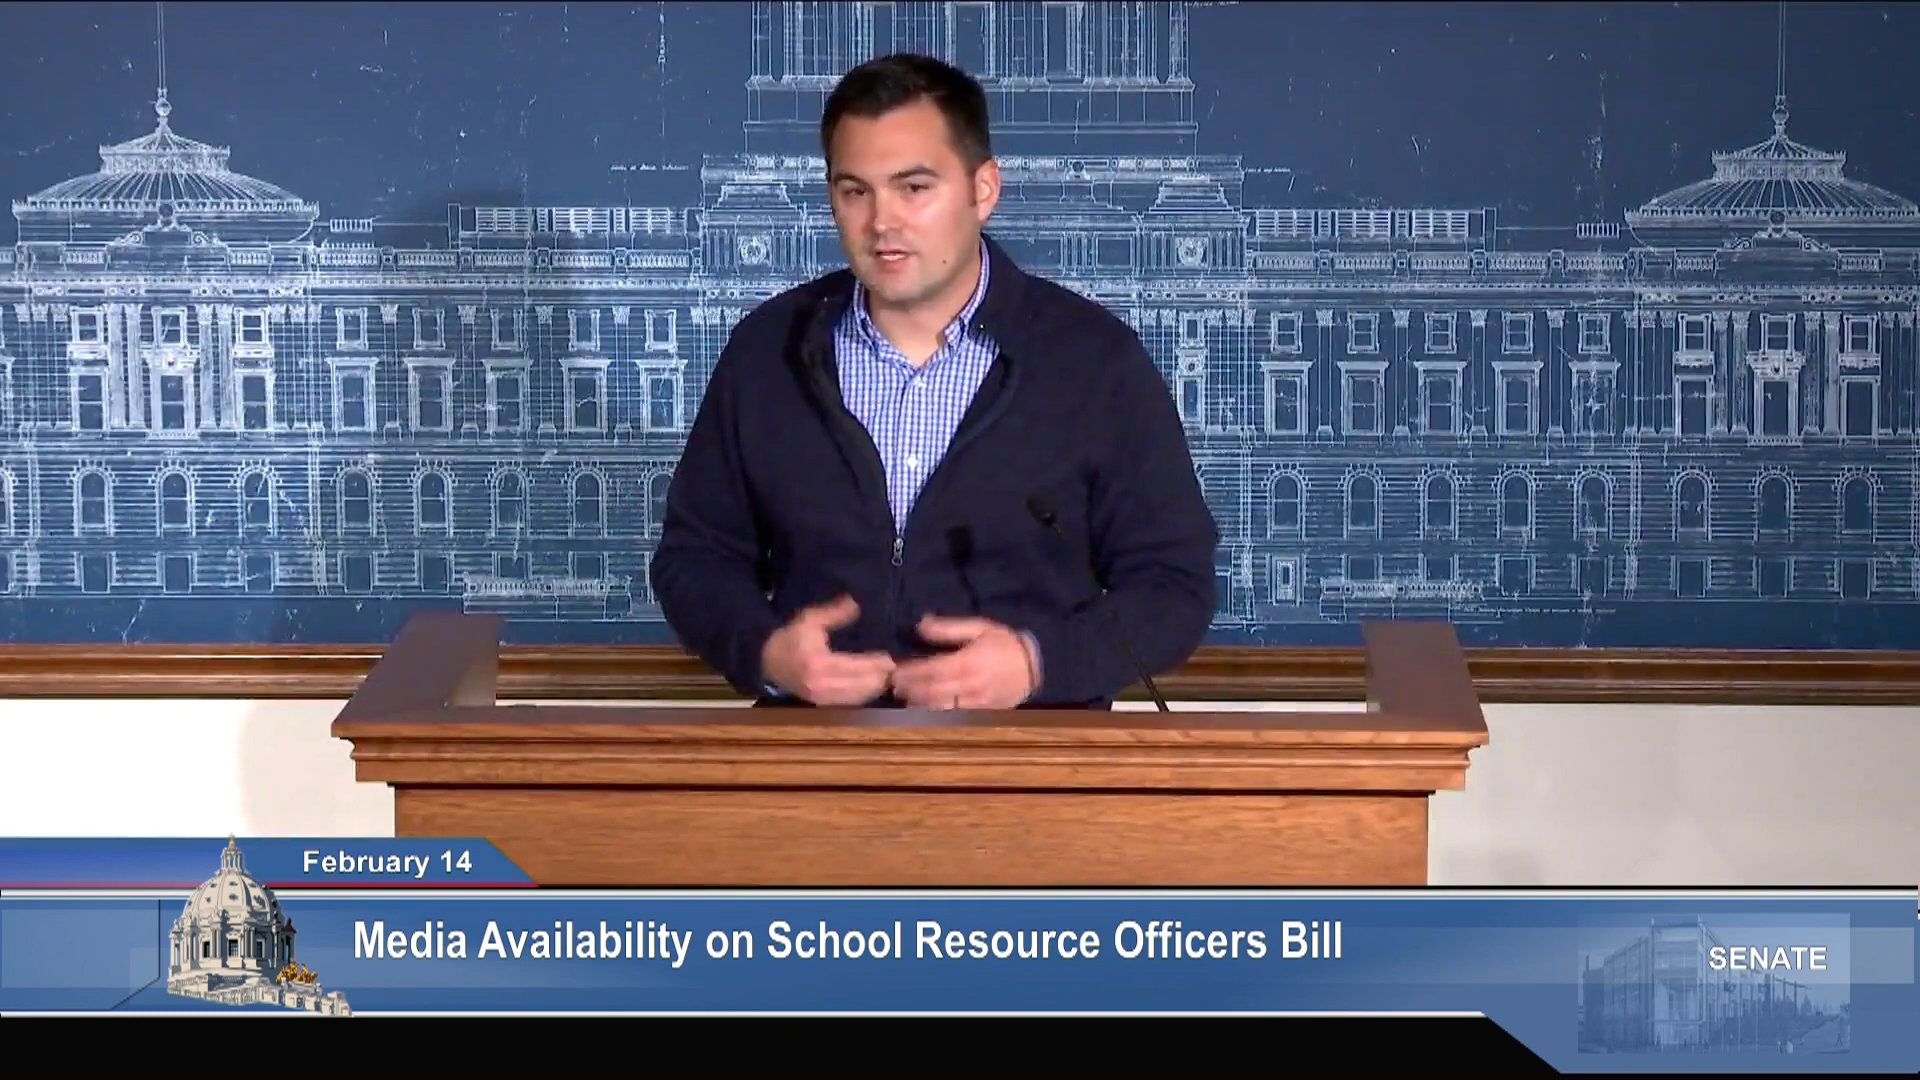 February 14
Media Availability on School Resource Officers Bill
SENATE